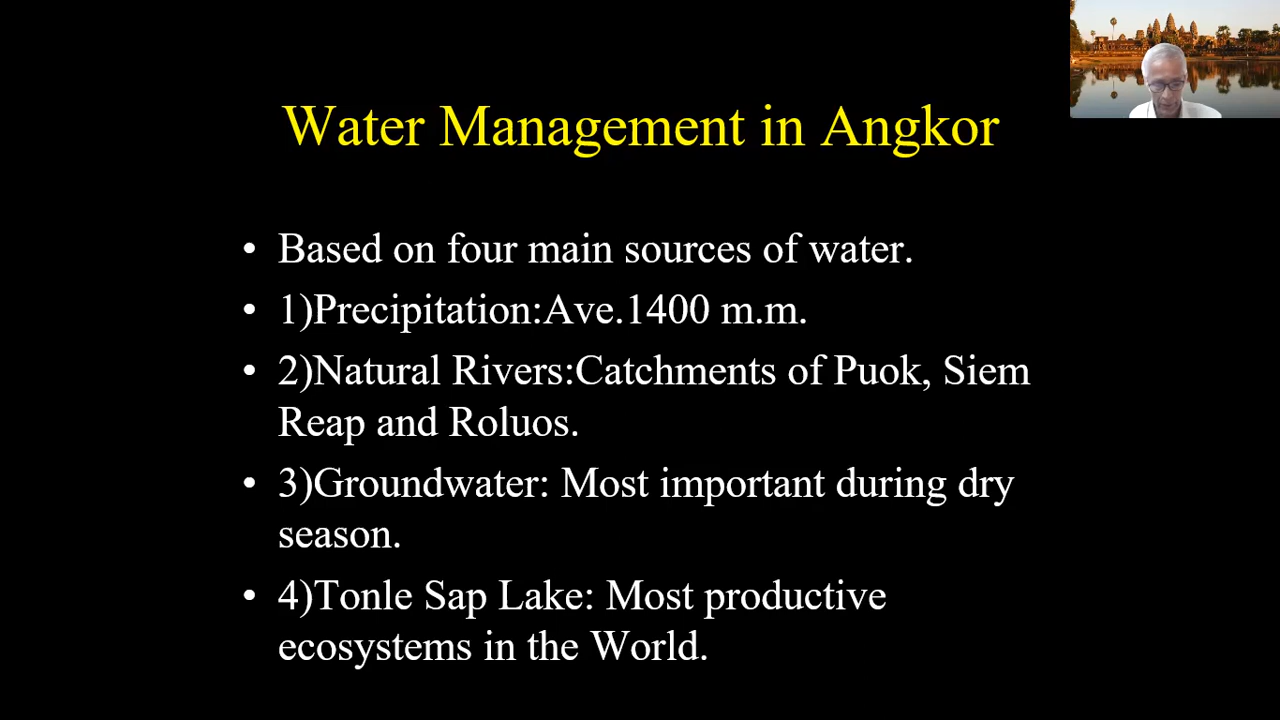 Water Management in Angkor
• Based on four main sources of water.
• 1)Precipitation:Ave.1400 m.m.
• 2)Natural Rivers:Catchments of Puok, Siem
Reap and Roluos.
• 3)Groundwater: Most important during dry
season.
• 4)Tonle Sap Lake: Most productive
ecosystems in the World.